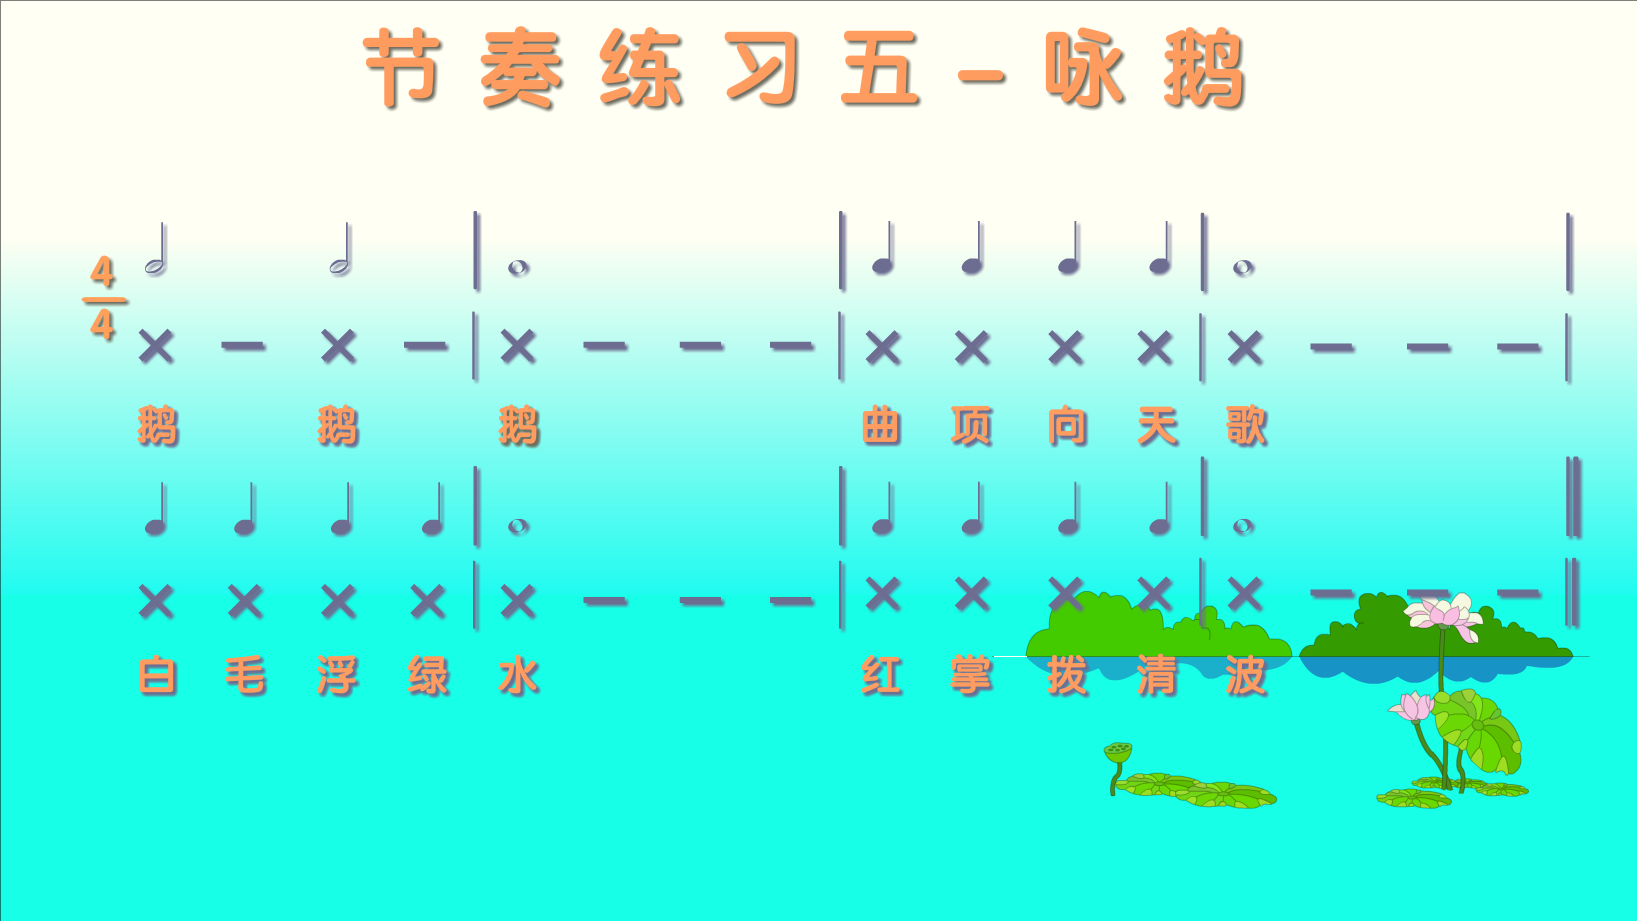 节奏练习五-咏鹅
4
4
× — × — | × — — — | × × × × | × — — — |
鹅 鹅 鹅 曲项向天歌
× × × × | × — — — | × × × × | × — — — ‖
白毛浮绿水 红掌拨清波